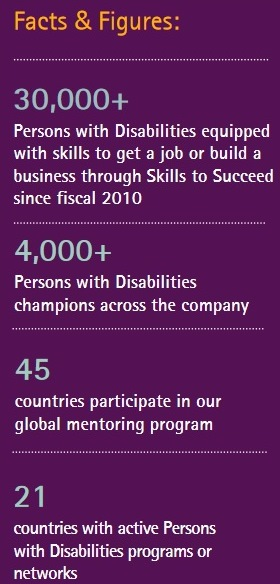 Facts & Figures:
30,000+
Persons with Disabilities equipped
with skills to get a job or build a
business through Skills to Succeed
since fiscal 2010
4,000+
Persons with Disabilities
champions across the company
45
countries participate in our
global mentoring program
21
countries with active Persons
with Disabilities programs or
networks